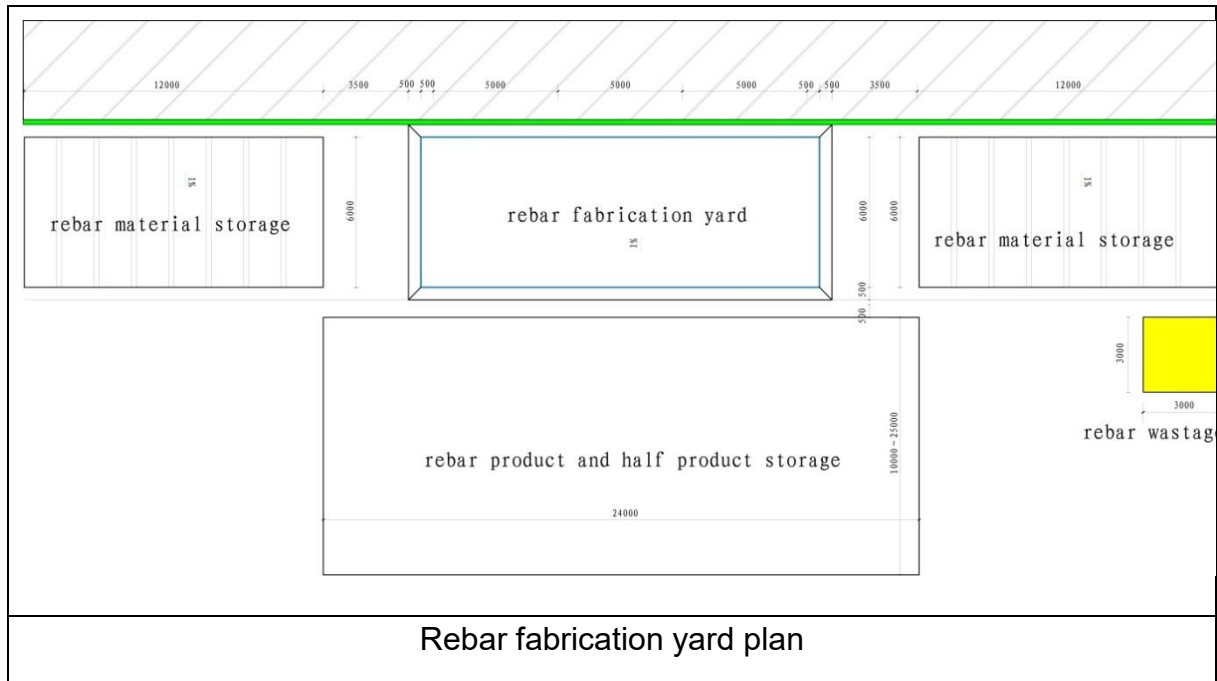 12000 3500 500 500 5000 5000 5000 500 500 3500 12000
1%
rebar material storage
6000
rebar fabrication yard
1%
6000
6000
1%
rebar material storage
500
500
3000
3000
rebar wastag
rebar product and half product storage
10000-25000
24000
Rebar fabrication yard plan